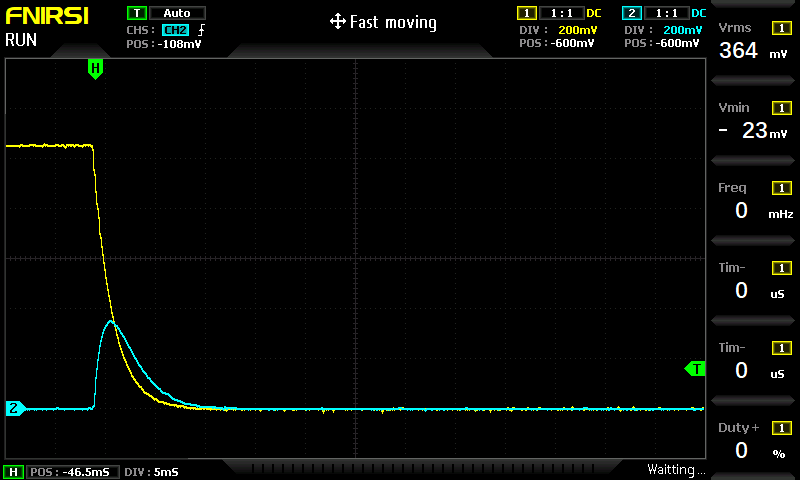 FNIRSI
RUN
T Auto
CHS: CH2
POS:-108mV
Fast moving
1 1:1 DC
DIV: 200mV
POS:-600mV
2 1:1 DC
DIV: 200mV
POS:-600mV
H
T
2
Vrms 1
364 mV
Vmin 1
- 23mV
Freq 1
0 mHz
Tim- 1
0 uS
Tim- 1
0 uS
Duty+ 1
0 %
H POS:-46.5mS DIV:5mS
Waitting...